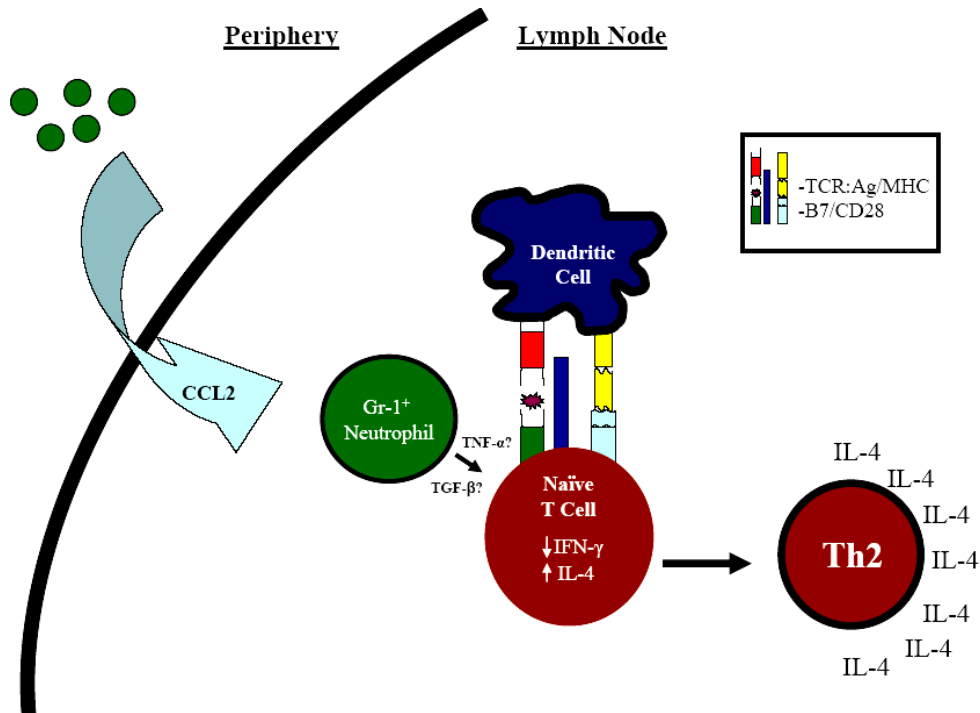 Periphery
Lymph Node
-TCR:Ag/MHC
-B7/CD28
Dendritic
Cell
CCL2
Gr-1⁺
Neutrophil
TNF-α?
TGF-β?
Naïve
T Cell
↓IFN-γ
↑ IL-4
Th2
IL-4
IL-4
IL-4
IL-4
IL-4
IL-4
IL-4